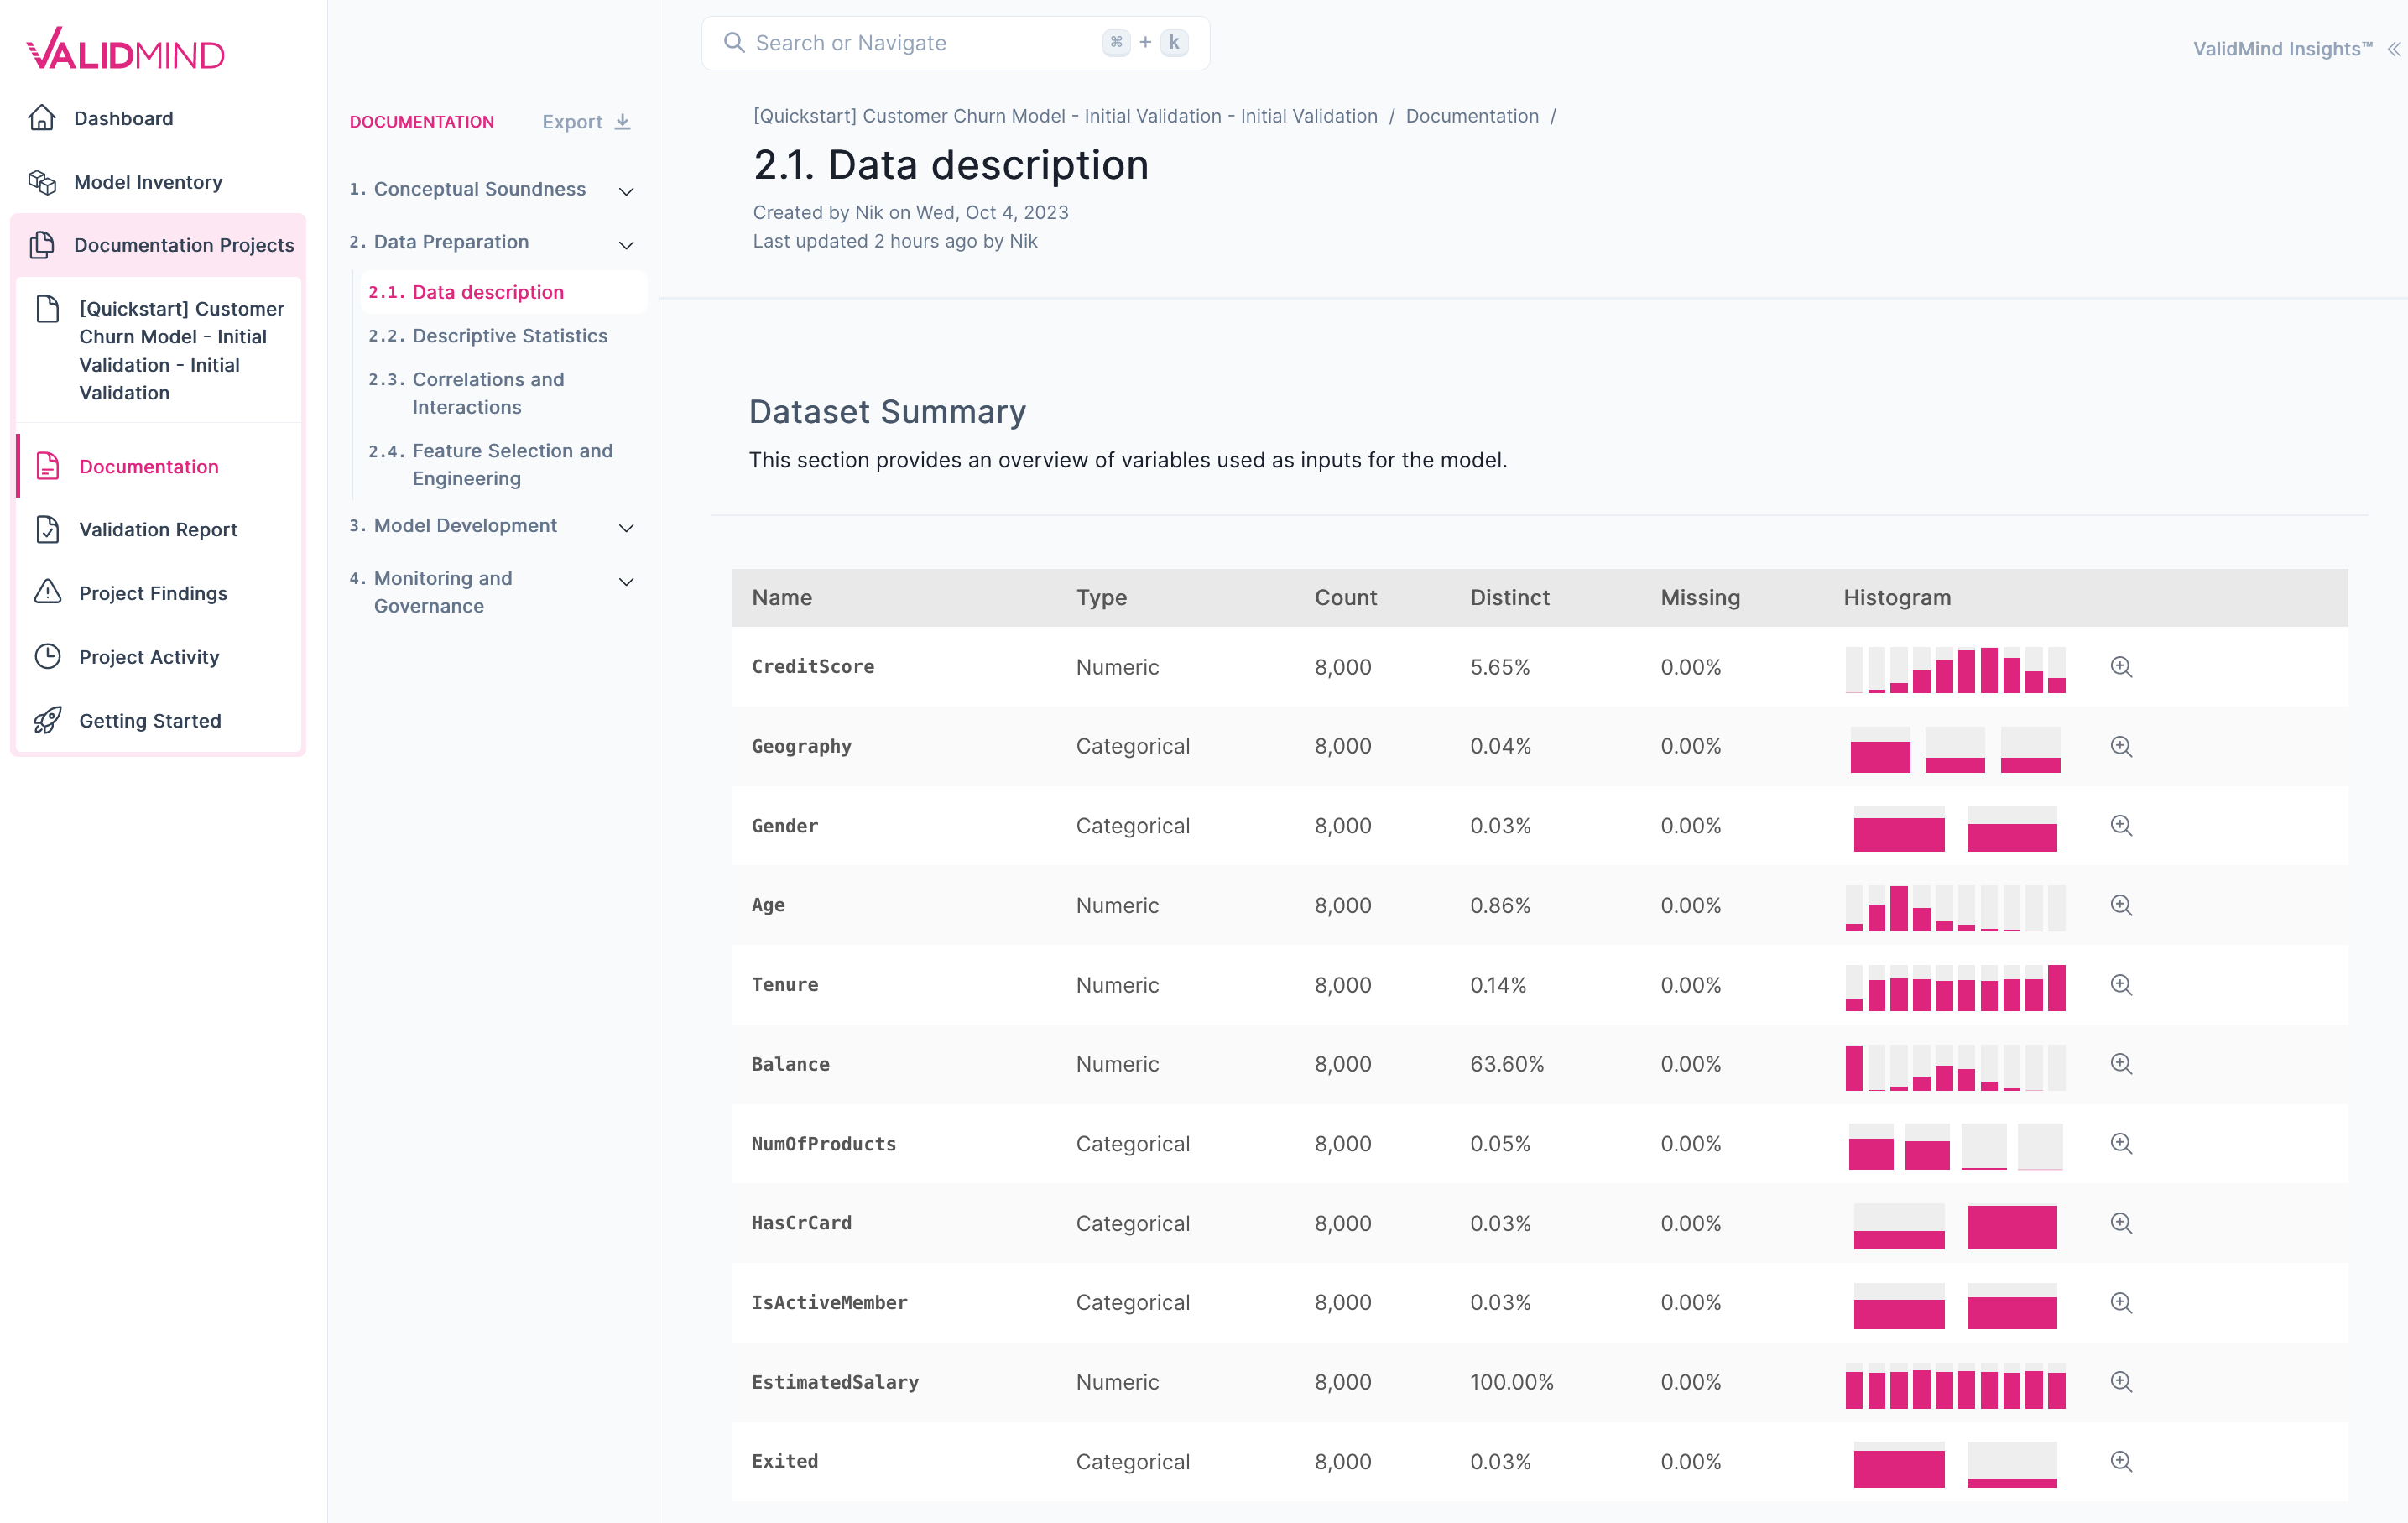 VALIDMIND
Dashboard
Model Inventory
Documentation Projects
[Quickstart] Customer
Churn Model - Initial
Validation - Initial
Validation
Documentation
Validation Report
Project Findings
Project Activity
Getting Started
DOCUMENTATION Export
1. Conceptual Soundness
2. Data Preparation
2.1. Data description
2.2. Descriptive Statistics
2.3. Correlations and
Interactions
2.4. Feature Selection and
Engineering
3. Model Development
4. Monitoring and
Governance
Search or Navigate ⌘ + k
ValidMind Insights™
[Quickstart] Customer Churn Model - Initial Validation - Initial Validation / Documentation /
2.1. Data description
Created by Nik on Wed, Oct 4, 2023
Last updated 2 hours ago by Nik
Dataset Summary
This section provides an overview of variables used as inputs for the model.
Name Type Count Distinct Missing Histogram
CreditScore Numeric 8,000 5.65% 0.00%
Geography Categorical 8,000 0.04% 0.00%
Gender Categorical 8,000 0.03% 0.00%
Age Numeric 8,000 0.86% 0.00%
Tenure Numeric 8,000 0.14% 0.00%
Balance Numeric 8,000 63.60% 0.00%
NumOfProducts Categorical 8,000 0.05% 0.00%
HasCrCard Categorical 8,000 0.03% 0.00%
IsActiveMember Categorical 8,000 0.03% 0.00%
EstimatedSalary Numeric 8,000 100.00% 0.00%
Exited Categorical 8,000 0.03% 0.00%